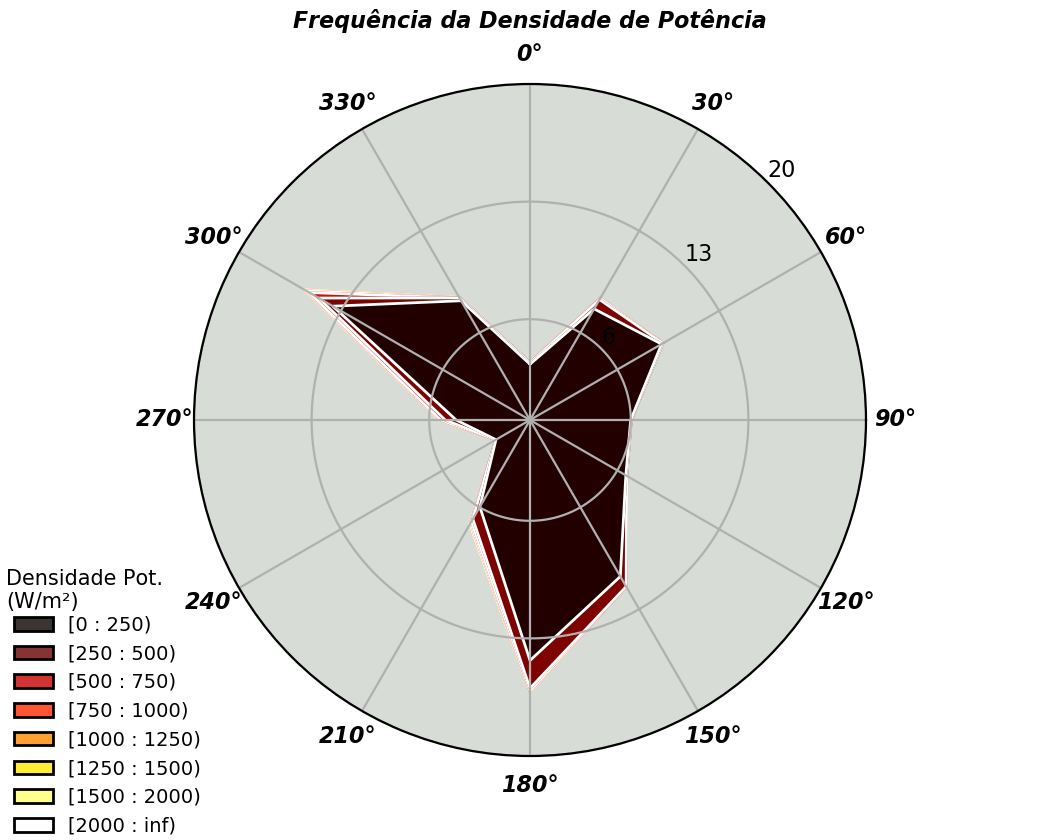 Frequência da Densidade de Potência
0°
330°
30°
20
300°
60°
13
6
270°
90°
240°
120°
210°
150°
180°
Densidade Pot.
(W/m²)
[0 : 250)
[250 : 500)
[500 : 750)
[750 : 1000)
[1000 : 1250)
[1250 : 1500)
[1500 : 2000)
[2000 : inf)